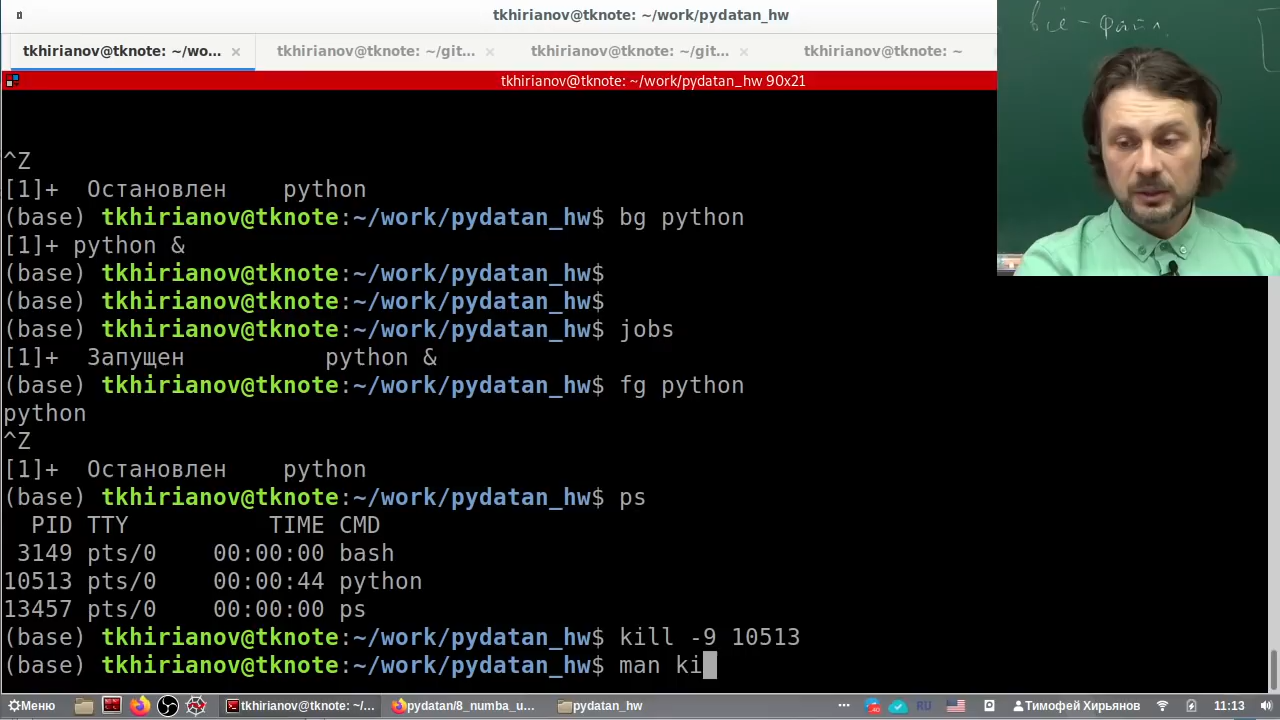 tkhirianov@tknote: ~/work/pydatan_hw
tkhirianov@tknote: ~/wo... × tkhirianov@tknote: ~/git... × tkhirianov@tknote: ~/git... × tkhirianov@tknote: ~
tkhirianov@tknote: ~/work/pydatan_hw 90x21
всё - файл.
^Z
[1]+  Остановлен    python
(base) tkhirianov@tknote:~/work/pydatan_hw$ bg python
[1]+ python &
(base) tkhirianov@tknote:~/work/pydatan_hw$
(base) tkhirianov@tknote:~/work/pydatan_hw$
(base) tkhirianov@tknote:~/work/pydatan_hw$ jobs
[1]+  Запущен          python &
(base) tkhirianov@tknote:~/work/pydatan_hw$ fg python
python
^Z
[1]+  Остановлен    python
(base) tkhirianov@tknote:~/work/pydatan_hw$ ps
  PID TTY          TIME CMD
 3149 pts/0    00:00:00 bash
10513 pts/0    00:00:44 python
13457 pts/0    00:00:00 ps
(base) tkhirianov@tknote:~/work/pydatan_hw$ kill -9 10513
(base) tkhirianov@tknote:~/work/pydatan_hw$ man ki
Меню tkhirianov@tknote: ~/... pydatan/8_numba_u... pydatan_hw ... RU Тимофей Хирьянов 11:13